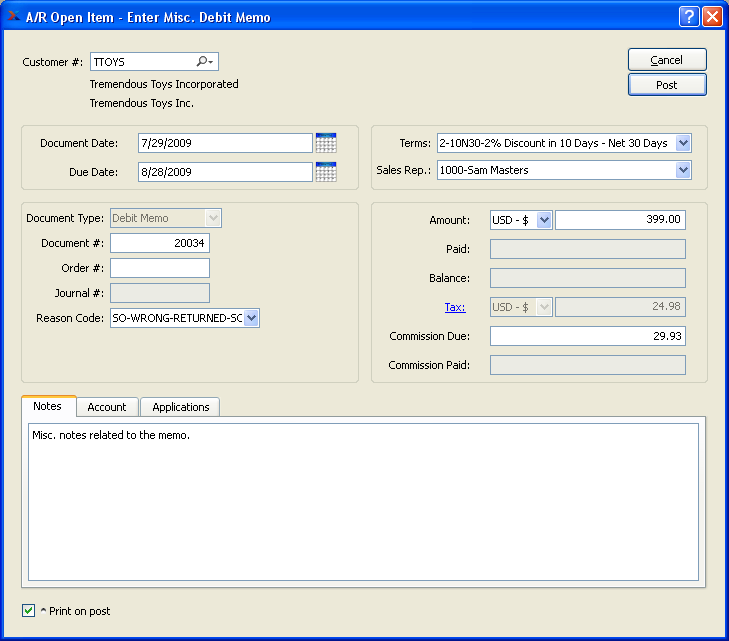 A/R Open Item - Enter Misc. Debit Memo
Customer #: TTOYS
Cancel
Tremendous Toys Incorporated
Post
Tremendous Toys Inc.
Document Date: 7/29/2009
Due Date: 8/28/2009
Terms: 2-10N30-2% Discount in 10 Days - Net 30 Days
Sales Rep.: 1000-Sam Masters
Document Type: Debit Memo
Document #: 20034
Order #:
Journal #:
Reason Code: SO-WRONG-RETURNED-SC
Amount: USD - $ 399.00
Paid:
Balance:
Tax: USD - $ 24.98
Commission Due: 29.93
Commission Paid:
Notes Account Applications
Misc. notes related to the memo.
^ Print on post